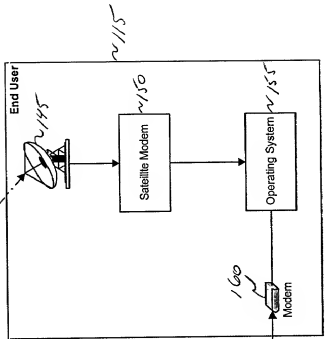 End User
~115
~145
Satellite Modem
~150
Operating System
~155
160
Modem